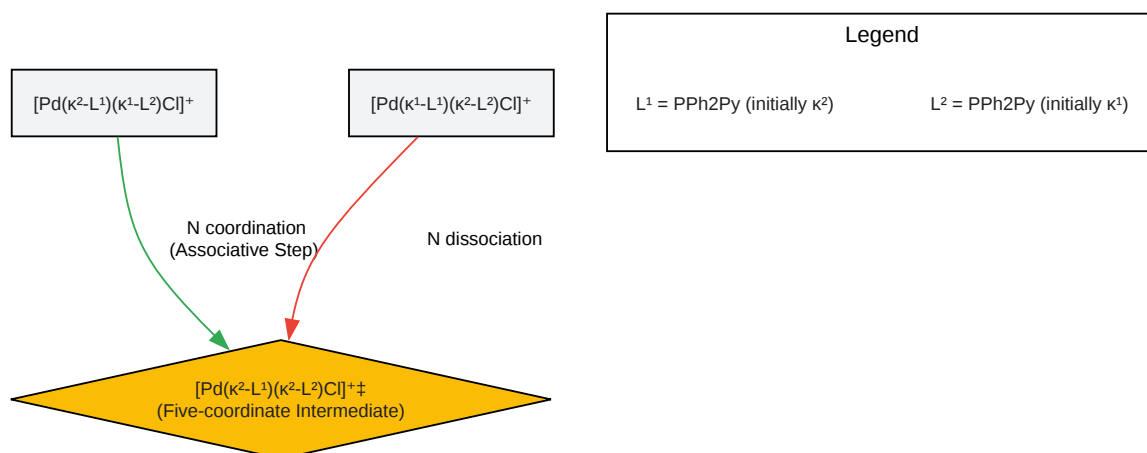 Legend
[Pd(κ²-L¹)(κ¹-L²)Cl]⁺
[Pd(κ¹-L¹)(κ²-L²)Cl]⁺
L¹ = PPh2Py (initially κ²)
L² = PPh2Py (initially κ¹)
N coordination
(Associative Step)
N dissociation
[Pd(κ²-L¹)(κ²-L²)Cl]⁺‡
(Five-coordinate Intermediate)